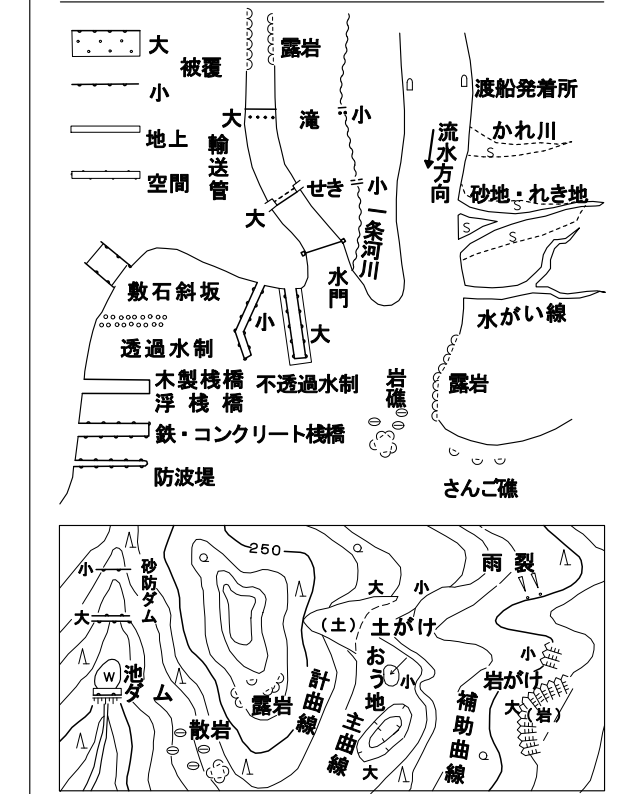 大
被覆
小
地上
空間
露岩
大
輸送管
滝
小
渡船発着所
流水方向
かれ川
S
せき
小
大
一条河川
砂地・れき地
S
S
S
敷石斜坂
水門
小
大
水がい線
透過水制
木製桟橋
不透過水制
浮桟橋
岩礁
露岩
鉄・コンクリート桟橋
防波堤
さんご礁
250
小
砂防ダム
大
W
池
ダム
散岩
露岩
計曲線
大
小
雨裂
(土)
土がけ
おう地
小
主曲線
大
補助曲線
小
岩がけ
大
(岩)